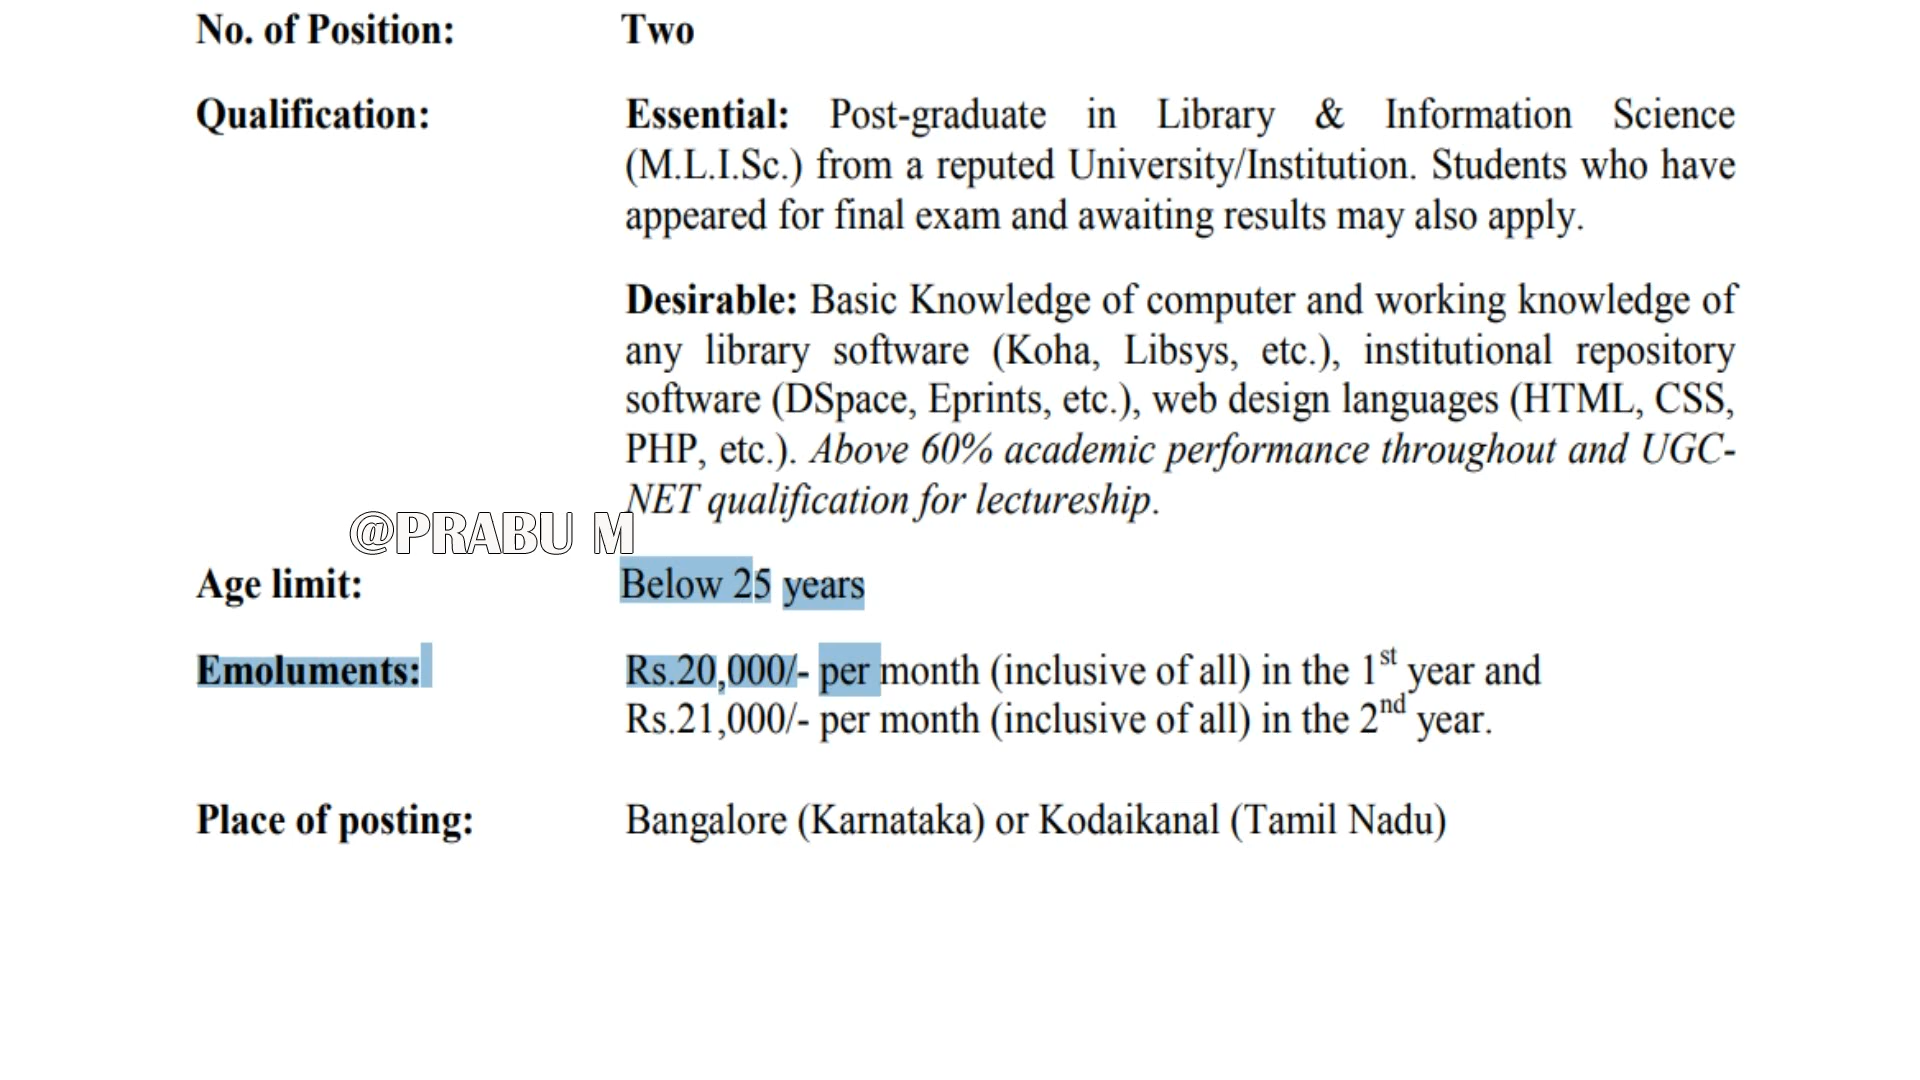 No. of Position: Two
Qualification: Essential: Post-graduate in Library & Information Science
(M.L.I.Sc.) from a reputed University/Institution. Students who have
appeared for final exam and awaiting results may also apply.
Desirable: Basic Knowledge of computer and working knowledge of
any library software (Koha, Libsys, etc.), institutional repository
software (DSpace, Eprints, etc.), web design languages (HTML, CSS,
PHP, etc.). Above 60% academic performance throughout and UGC-
NET qualification for lectureship.
@PRABU M
Age limit: Below 25 years
Emoluments: Rs.20,000/- per month (inclusive of all) in the 1st year and
Rs.21,000/- per month (inclusive of all) in the 2nd year.
Place of posting: Bangalore (Karnataka) or Kodaikanal (Tamil Nadu)